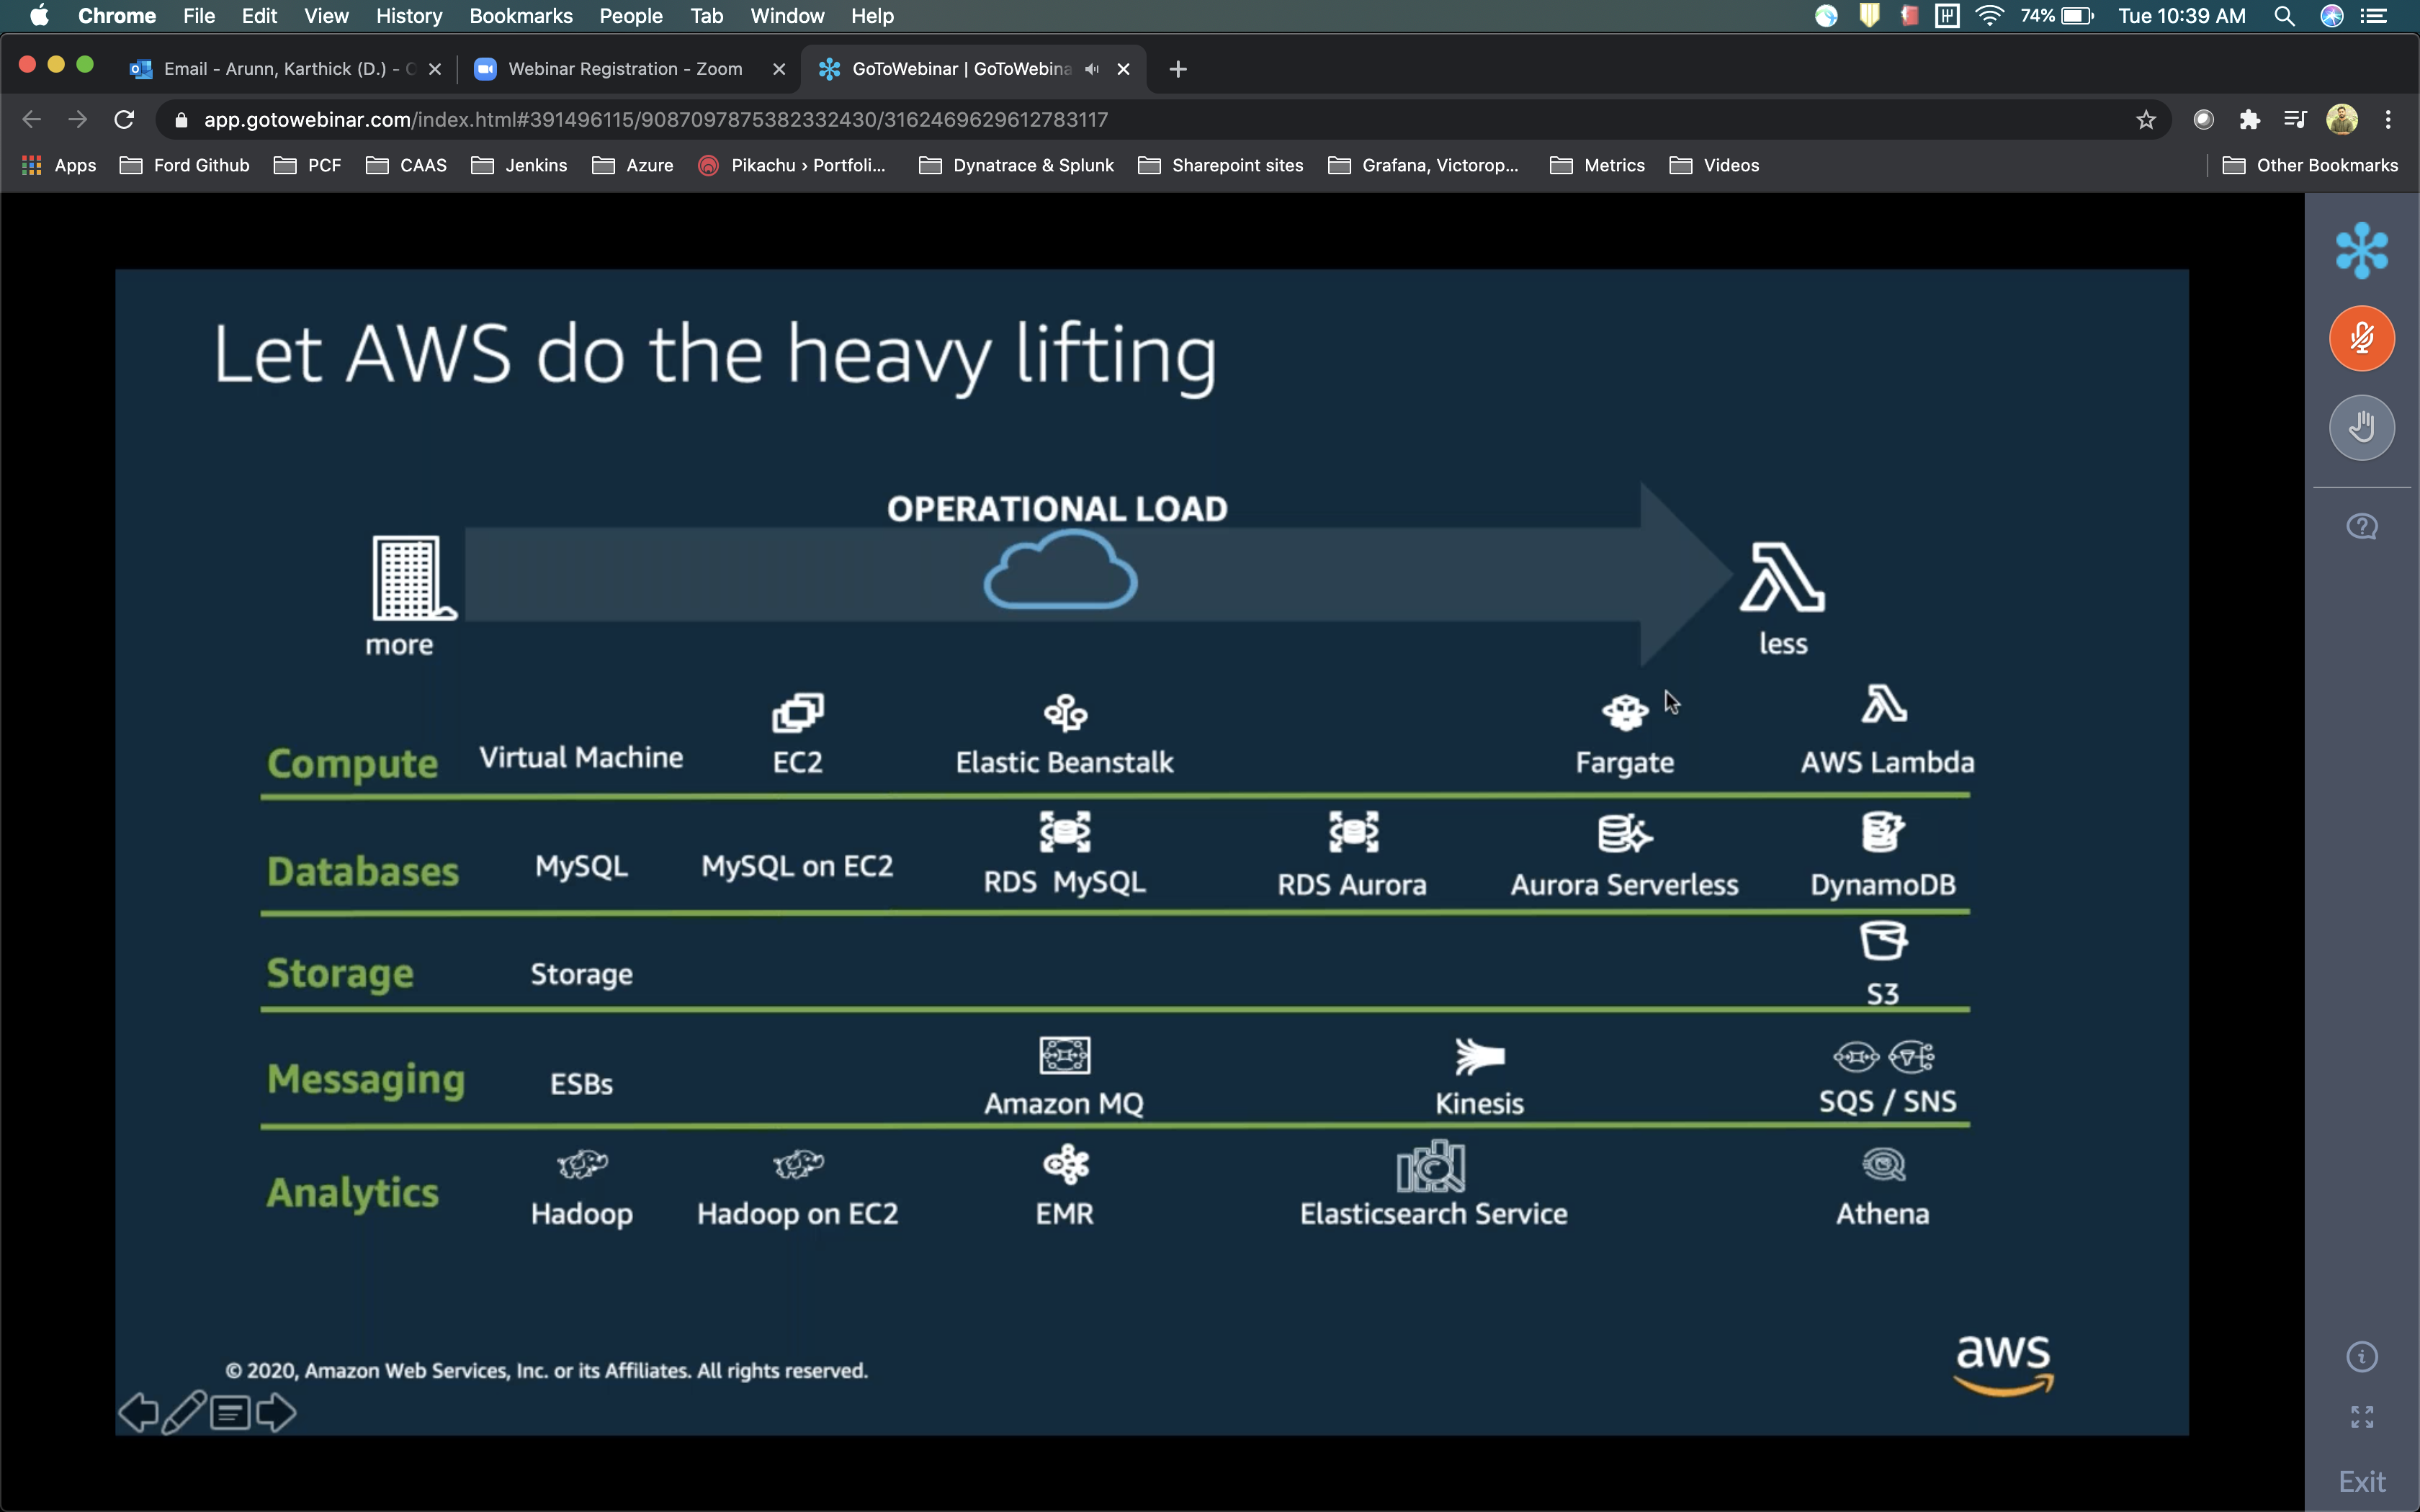 Chrome File Edit View History Bookmarks People Tab Window Help 74% Tue 10:39 AM
Email - Arunn, Karthick (D.) - O Webinar Registration - Zoom GoToWebinar | GoToWebina
app.gotowebinar.com/index.html#391496115/9087097875382332430/3162469629612783117
Apps Ford Github PCF CAAS Jenkins Azure Pikachu › Portfoli... Dynatrace & Splunk Sharepoint sites Grafana, Victorop... Metrics Videos Other Bookmarks
Let AWS do the heavy lifting
OPERATIONAL LOAD
more less
Compute Virtual Machine EC2 Elastic Beanstalk Fargate AWS Lambda
Databases MySQL MySQL on EC2 RDS MySQL RDS Aurora Aurora Serverless DynamoDB
Storage Storage S3
Messaging ESBs Amazon MQ Kinesis SQS / SNS
Analytics Hadoop Hadoop on EC2 EMR Elasticsearch Service Athena
aws
© 2020, Amazon Web Services, Inc. or its Affiliates. All rights reserved.
Exit